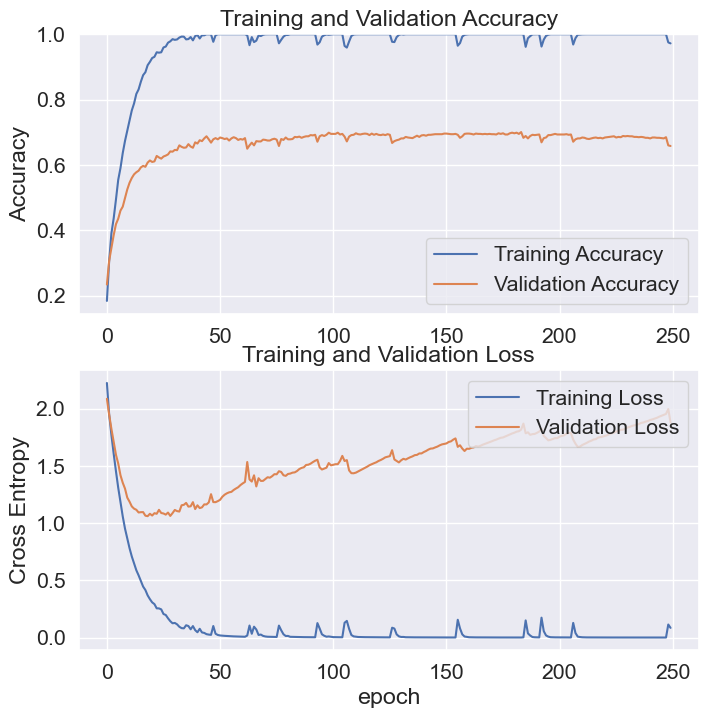 Training and Validation Accuracy
1.0
0.8
0.6
0.4
0.2
Accuracy
Training Accuracy
Validation Accuracy
0 50 100 150 200 250
Training and Validation Loss
2.0
1.5
1.0
0.5
0.0
Cross Entropy
Training Loss
Validation Loss
0 50 100 150 200 250
epoch